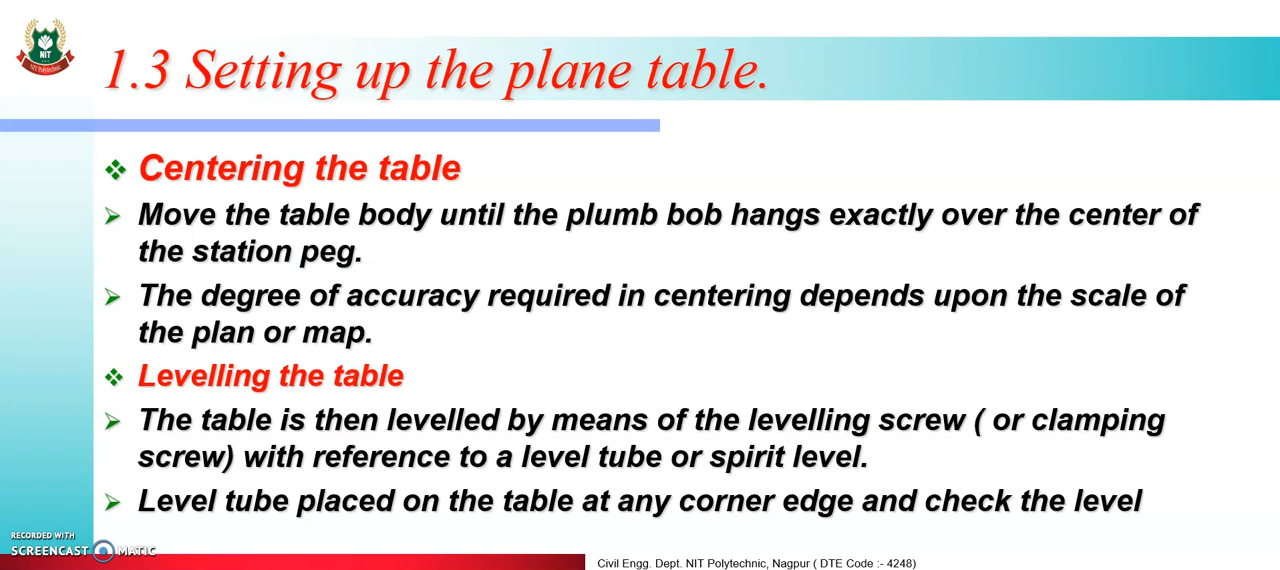 NiT
NIT Polytechnic
1.3 Setting up the plane table.
Centering the table
Move the table body until the plumb bob hangs exactly over the center of
the station peg.
The degree of accuracy required in centering depends upon the scale of
the plan or map.
Levelling the table
The table is then levelled by means of the levelling screw ( or clamping
screw) with reference to a level tube or spirit level.
Level tube placed on the table at any corner edge and check the level
RECORDED WITH
SCREENCAST MATIC
Civil Engg. Dept. NIT Polytechnic, Nagpur ( DTE Code :- 4248)